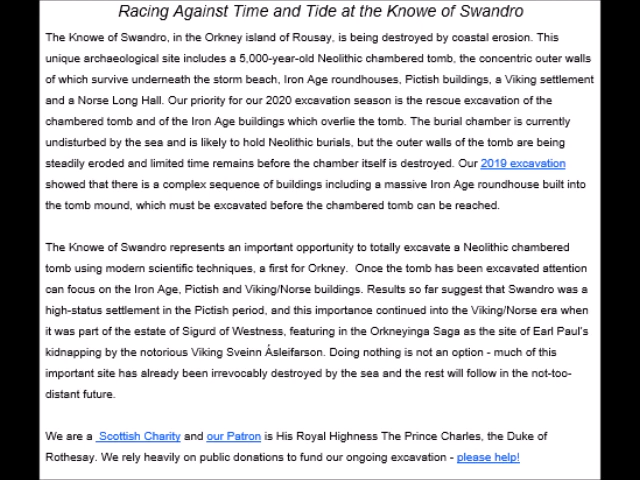 Racing Against Time and Tide at the Knowe of Swandro
The Knowe of Swandro, in the Orkney island of Rousay, is being destroyed by coastal erosion. This
unique archaeological site includes a 5,000-year-old Neolithic chambered tomb, the concentric outer walls
of which survive underneath the storm beach, Iron Age roundhouses, Pictish buildings, a Viking settlement
and a Norse Long Hall. Our priority for our 2020 excavation season is the rescue excavation of the
chambered tomb and of the Iron Age buildings which overlie the tomb. The burial chamber is currently
undisturbed by the sea and is likely to hold Neolithic burials, but the outer walls of the tomb are being
steadily eroded and limited time remains before the chamber itself is destroyed. Our 2019 excavation
showed that there is a complex sequence of buildings including a massive Iron Age roundhouse built into
the tomb mound, which must be excavated before the chambered tomb can be reached.
The Knowe of Swandro represents an important opportunity to totally excavate a Neolithic chambered
tomb using modern scientific techniques, a first for Orkney. Once the tomb has been excavated attention
can focus on the Iron Age, Pictish and Viking/Norse buildings. Results so far suggest that Swandro was a
high-status settlement in the Pictish period, and this importance continued into the Viking/Norse era when
it was part of the estate of Sigurd of Westness, featuring in the Orkneyinga Saga as the site of Earl Paul's
kidnapping by the notorious Viking Sveinn Ásleifarson. Doing nothing is not an option - much of this
important site has already been irrevocably destroyed by the sea and the rest will follow in the not-too-
distant future.
We are a Scottish Charity and our Patron is His Royal Highness The Prince Charles, the Duke of
Rothesay. We rely heavily on public donations to fund our ongoing excavation - please help!